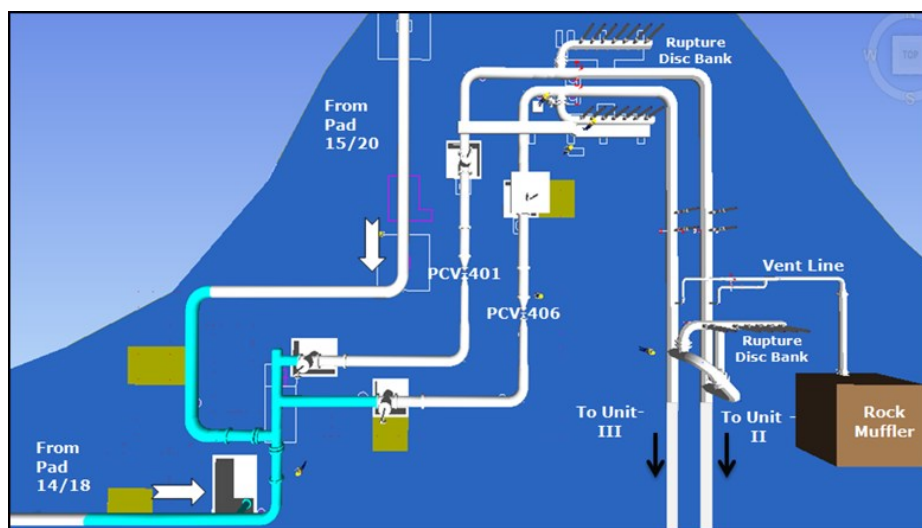 Rupture
Disc Bank
W
TOP
S
From
Pad
15/20
PCV-401
Vent Line
PCV-406
Rupture
Disc Bank
To Unit-
III
To Unit -
II
Rock
Muffler
From
Pad
14/18